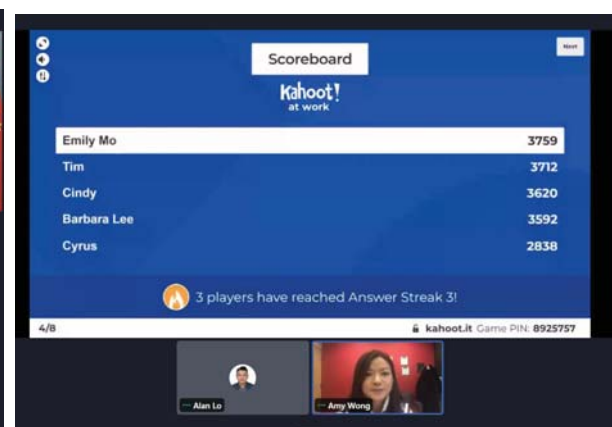 Scoreboard
Next
Kahoot!
at work
Emily Mo 3759
Tim 3712
Cindy 3620
Barbara Lee 3592
Cyrus 2838
3 players have reached Answer Streak 3!
4/8 kahoot.it Game PIN: 8925757
Alan Lo Amy Wong